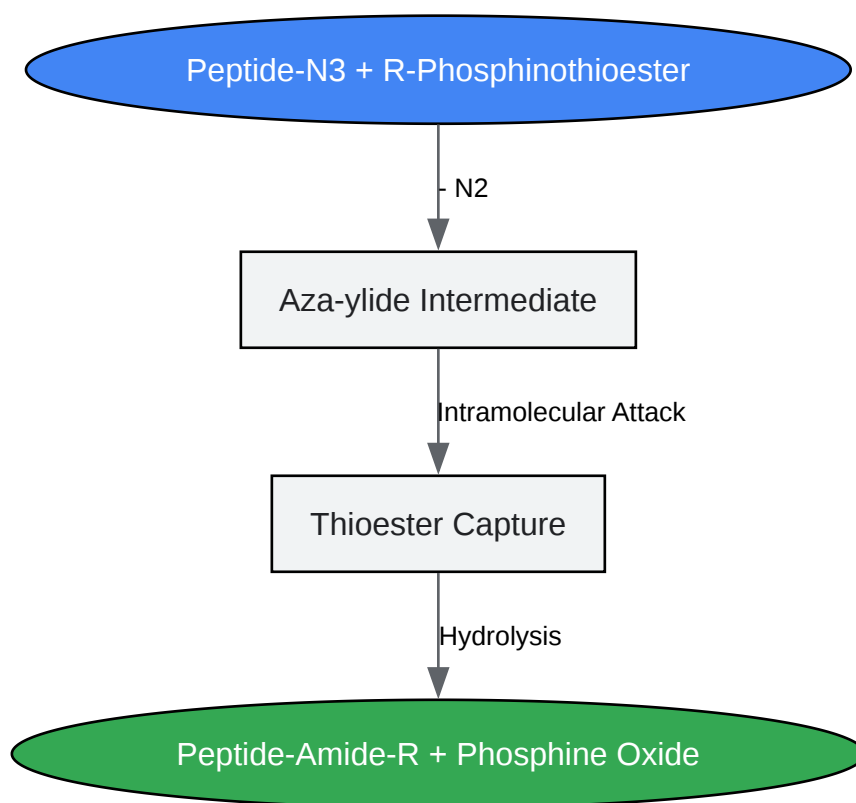 Peptide-N3 + R-Phosphinothioester
- N2
Aza-ylide Intermediate
Intramolecular Attack
Thioester Capture
Hydrolysis
Peptide-Amide-R + Phosphine Oxide